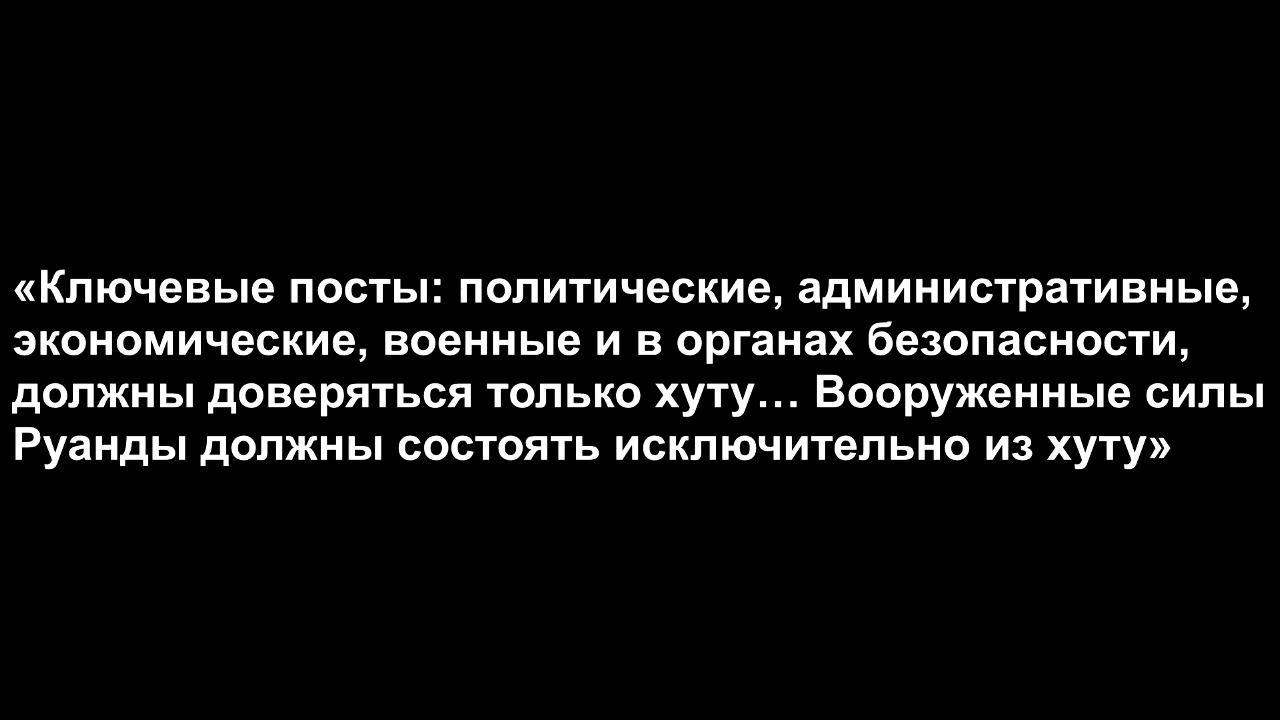 «Ключевые посты: политические, административные,
экономические, военные и в органах безопасности,
должны доверяться только хуту… Вооруженные силы
Руанды должны состоять исключительно из хуту»